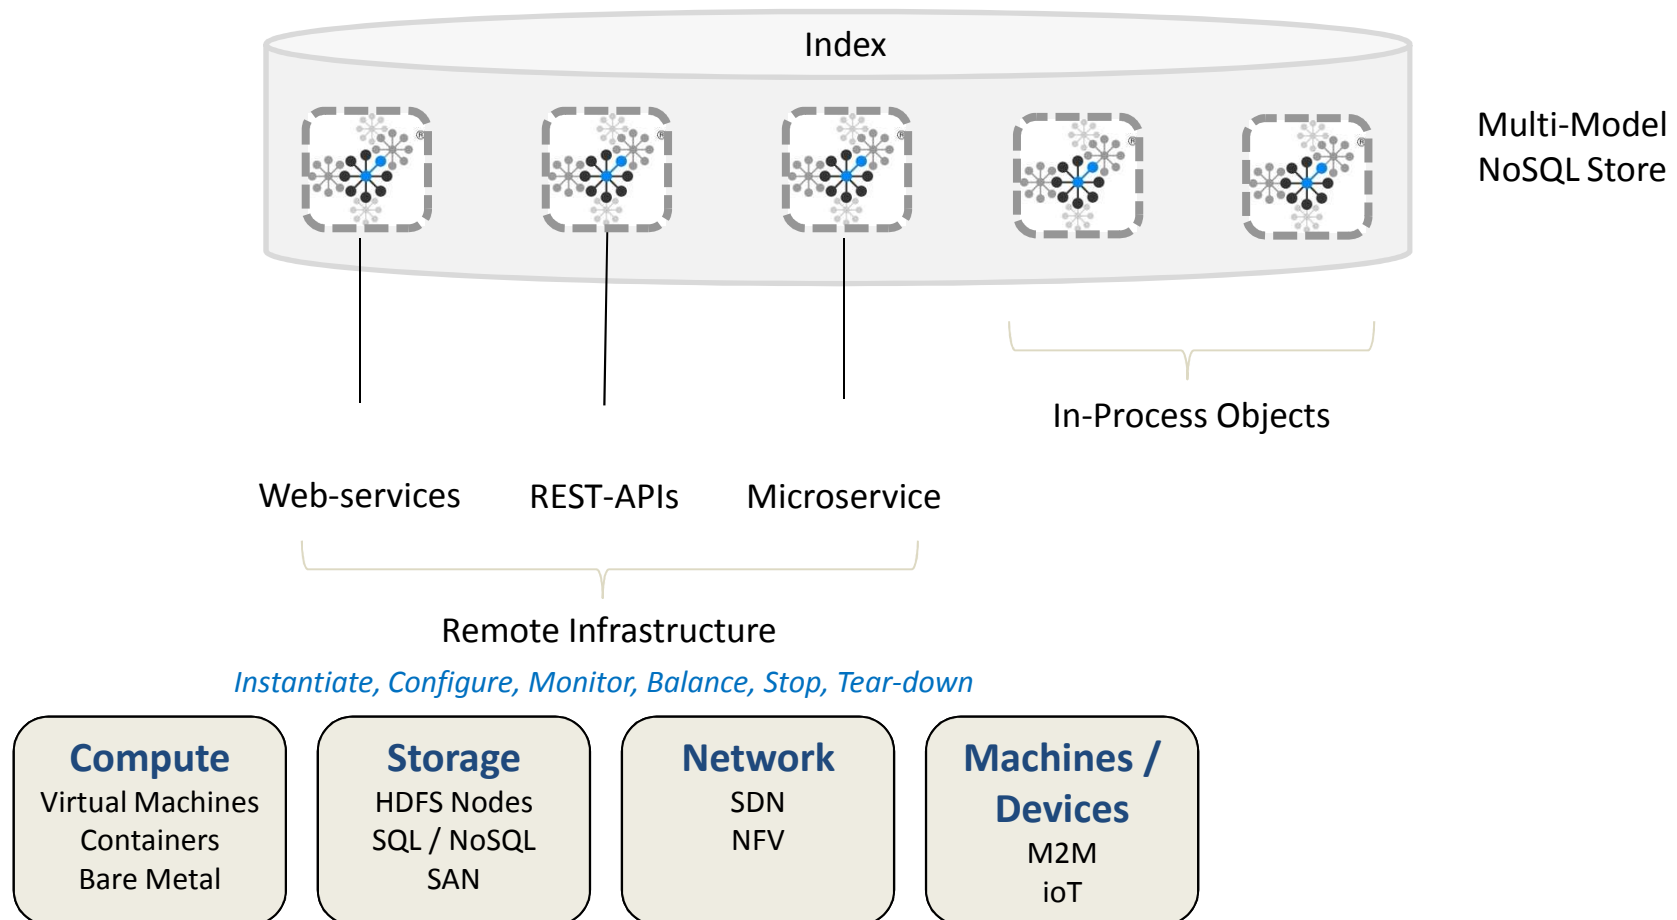 Index
®
®
®
®
®
Multi-Model
NoSQL Store
In-Process Objects
Web-services
REST-APIs
Microservice
Remote Infrastructure
Instantiate, Configure, Monitor, Balance, Stop, Tear-down
Compute
Virtual Machines
Containers
Bare Metal
Storage
HDFS Nodes
SQL / NoSQL
SAN
Network
SDN
NFV
Machines /
Devices
M2M
ioT